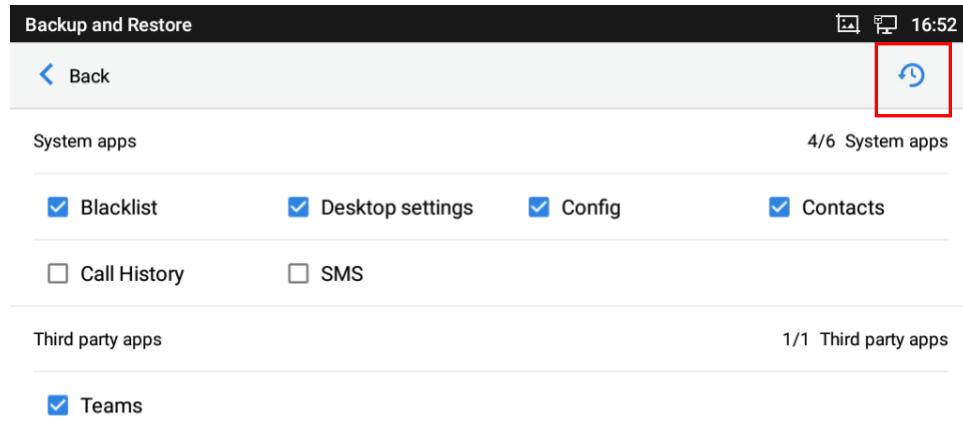 Backup and Restore 16:52
Back
System apps 4/6 System apps
Blacklist Desktop settings Config Contacts
Call History SMS
Third party apps 1/1 Third party apps
Teams